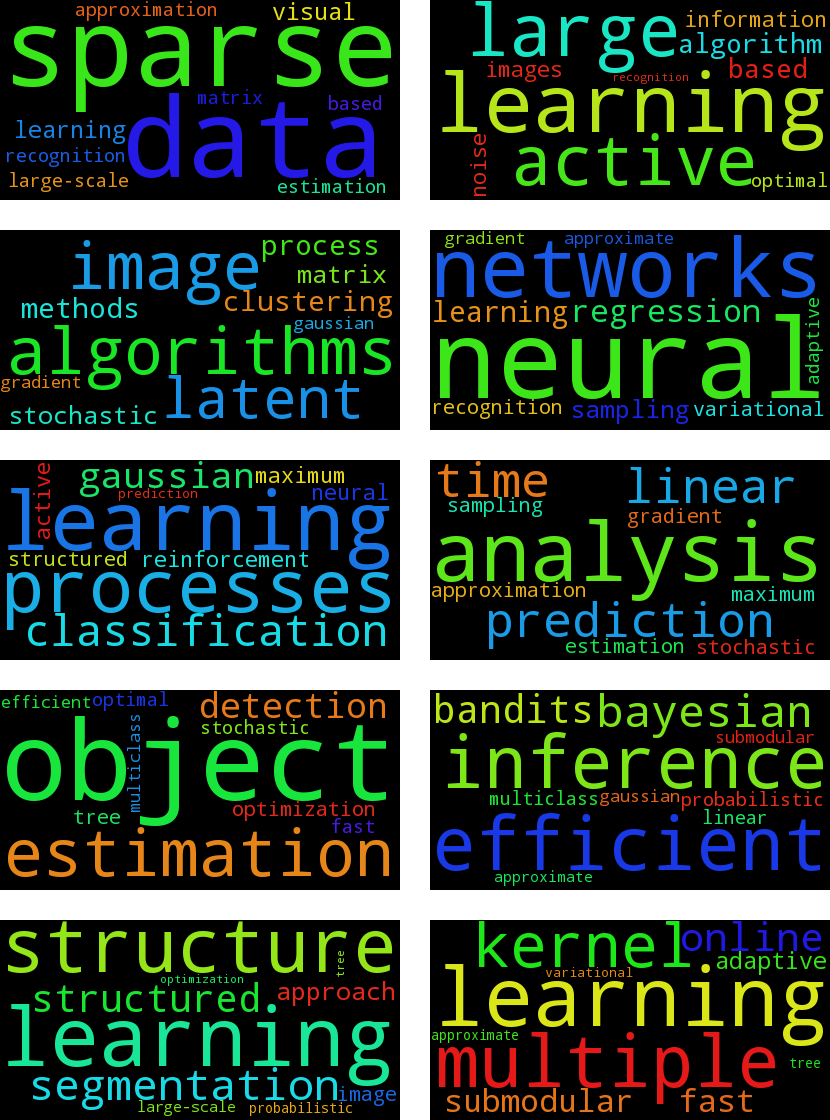 approximation visual
sparse
matrix based
data
learning
recognition
large-scale
estimation
large information
algorithm
images recognition based
learning
noise
active
optimal
image process
matrix
methods clustering
gaussian
algorithms
gradient
latent
stochastic
gradient approximate
networks
learning regression
adaptive
neural
recognition sampling variational
active
gaussian maximum
prediction neural
learning
structured reinforcement
processes
classification
time linear
sampling
gradient
analysis
approximation maximum
prediction
estimation stochastic
efficient optimal detection
multiclass
stochastic
object
tree optimization
fast
estimation
bandits bayesian
submodular
inference
multiclass gaussian probabilistic
linear
efficient
approximate
structure
tree
optimization
structured approach
learning
segmentation image
large-scale probabilistic
kernel online
adaptive
variational
learning
approximate
multiple tree
submodular fast